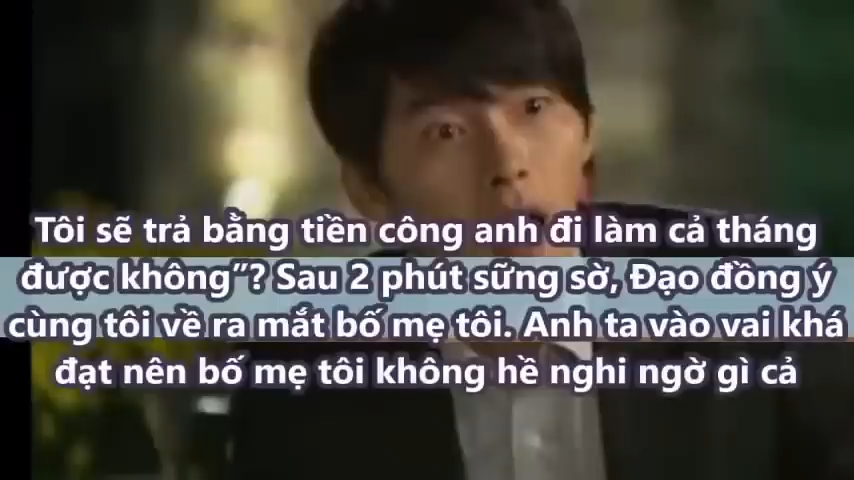 Tôi sẽ trả bằng tiền công anh đi làm cả tháng
được không”? Sau 2 phút sững sờ, Đạo đồng ý
cùng tôi về ra mắt bố mẹ tôi. Anh ta vào vai khá
đạt nên bố mẹ tôi không hề nghi ngờ gì cả